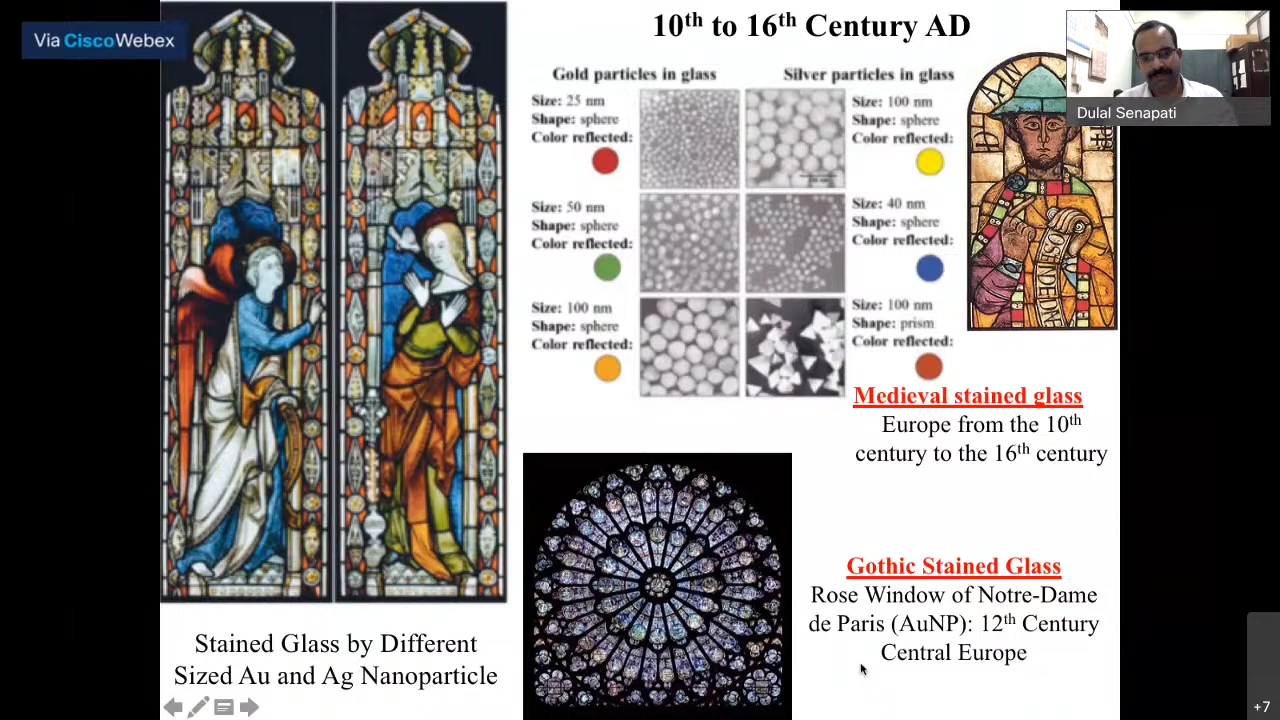 Via CiscoWebex
10th to 16th Century AD
Dulal Senapati
Gold particles in glass
Size: 25 nm
Shape: sphere
Color reflected:
Size: 50 nm
Shape: sphere
Color reflected:
Size: 100 nm
Shape: sphere
Color reflected:
Silver particles in glass
Size: 100 nm
Shape: sphere
Color reflected:
Size: 40 nm
Shape: sphere
Color reflected:
Size: 100 nm
Shape: prism
Color reflected:
Medieval stained glass
Europe from the 10th
century to the 16th century
Gothic Stained Glass
Rose Window of Notre-Dame
de Paris (AuNP): 12th Century
Central Europe
Stained Glass by Different
Sized Au and Ag Nanoparticle
+7